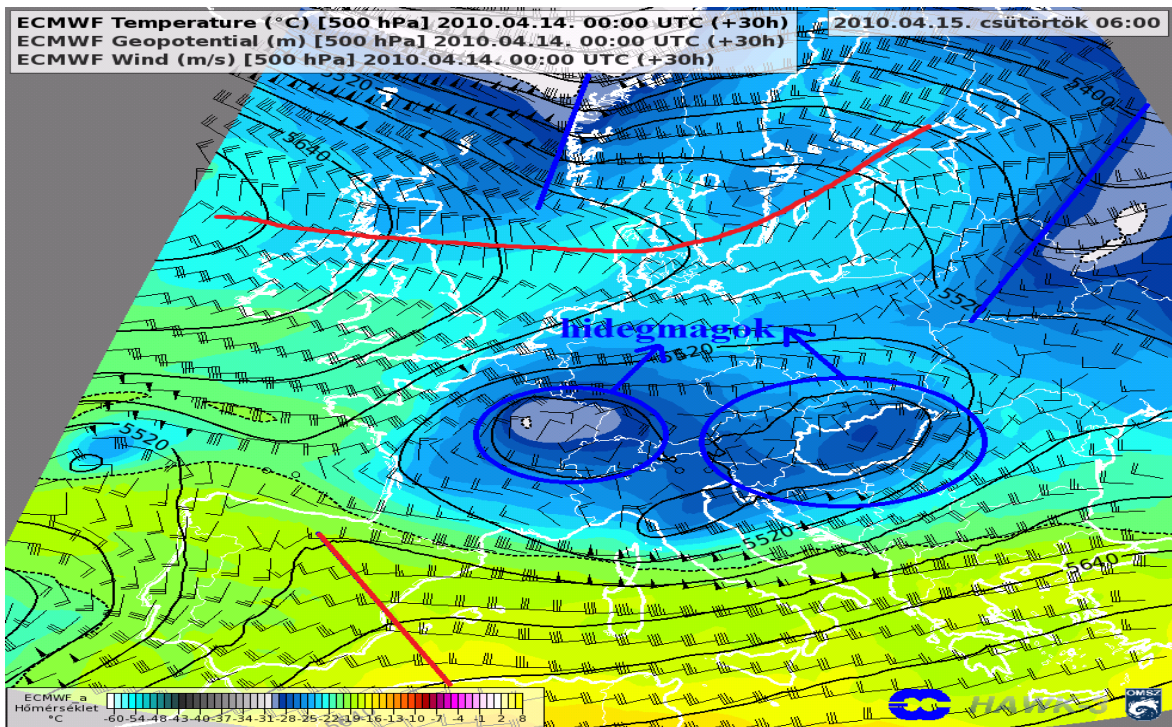 ECMWF Temperature (°C) [500 hPa] 2010.04.14. 00:00 UTC (+30h)
ECMWF Geopotential (m) [500 hPa] 2010.04.14. 00:00 UTC (+30h)
ECMWF Wind (m/s) [500 hPa] 2010.04.14. 00:00 UTC (+30h)
2010.04.15. csütörtök 06:00
5520
5400
5640
5520
hidegmagok
5520
5520
5520
5640
ECMWF_a
Hőmérséklet
°C
-60-54-48-43-40-37-34-31-28-25-22-19-16-13-10 -7 -4 -1 2 8
HAWK-3
OMSZ